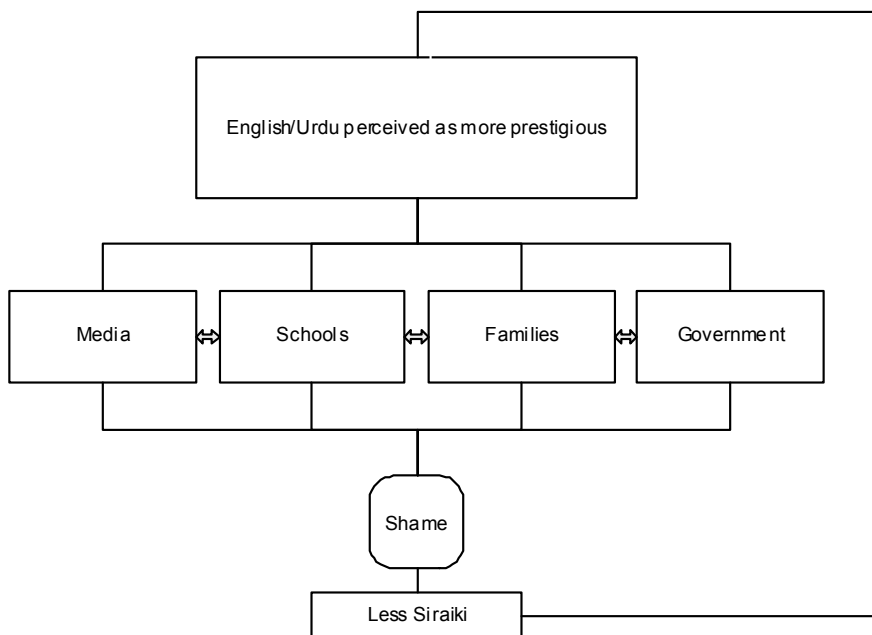 English/Urdu perceived as more prestigious
Media
Schools
Families
Government
Shame
Less Siraiki